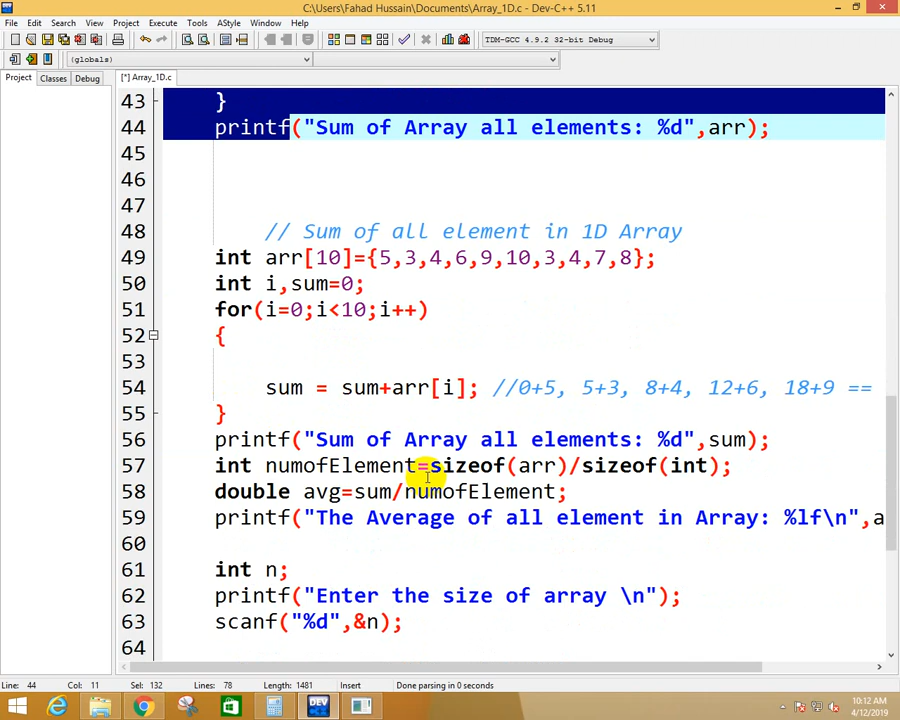 C:\Users\Fahad Hussain\Documents\Array_1D.c - Dev-C++ 5.11
File Edit Search View Project Execute Tools AStyle Window Help
TDM-GCC 4.9.2 32-bit Debug
(globals)
Project Classes Debug [*] Array_1D.c
43 }
44 printf("Sum of Array all elements: %d",arr);
45
46
47
48 // Sum of all element in 1D Array
49 int arr[10]={5,3,4,6,9,10,3,4,7,8};
50 int i,sum=0;
51 for(i=0;i<10;i++)
52 {
53
54 sum = sum+arr[i]; //0+5, 5+3, 8+4, 12+6, 18+9 ==
55 }
56 printf("Sum of Array all elements: %d",sum);
57 int numofElement=sizeof(arr)/sizeof(int);
58 double avg=sum/numofElement;
59 printf("The Average of all element in Array: %lf\n",a
60
61 int n;
62 printf("Enter the size of array \n");
63 scanf("%d",&n);
64
Line: 44 Col: 11 Sel: 132 Lines: 78 Length: 1481 Insert Done parsing in 0 seconds
DEV
10:12 AM
4/12/2019